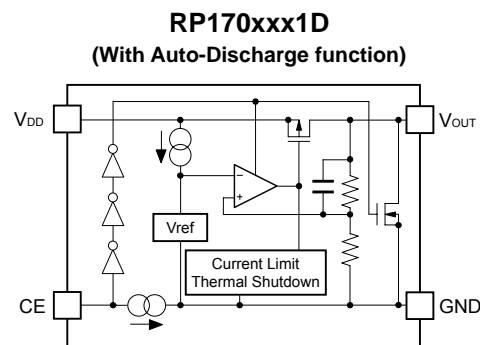 RP170xxx1D
(With Auto-Discharge function)
VDD
VOUT
−
+
Vref
Current Limit
Thermal Shutdown
CE
GND